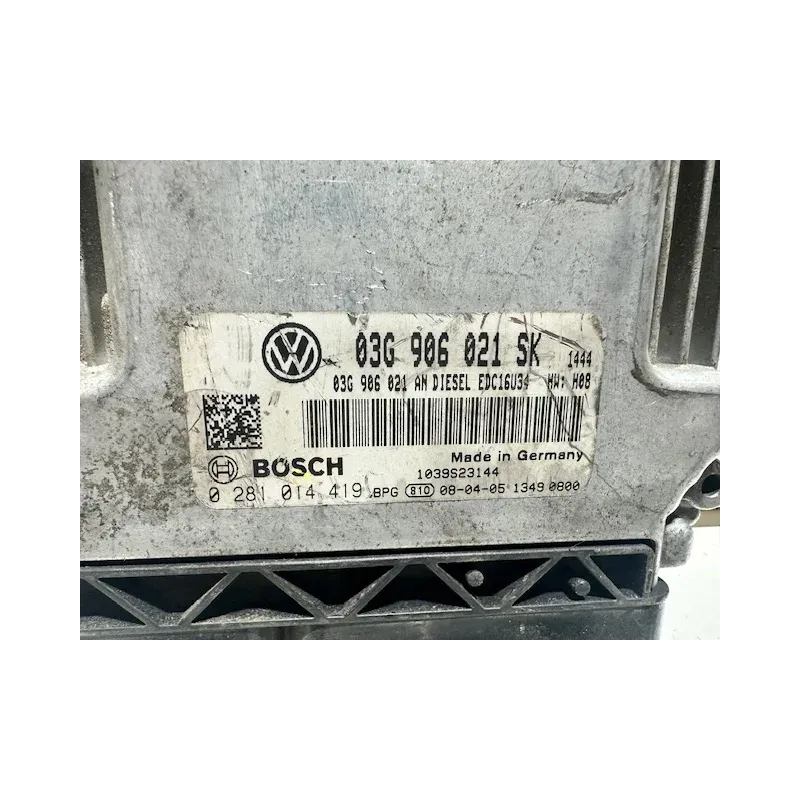 03G 906 021 SK 1444
03G 906 021 AN DIESEL EDC16U34 HW: H08
Made in Germany
BOSCH 1039S23144
0 281 014 419 BPG 810 08-04-05 1349 0800